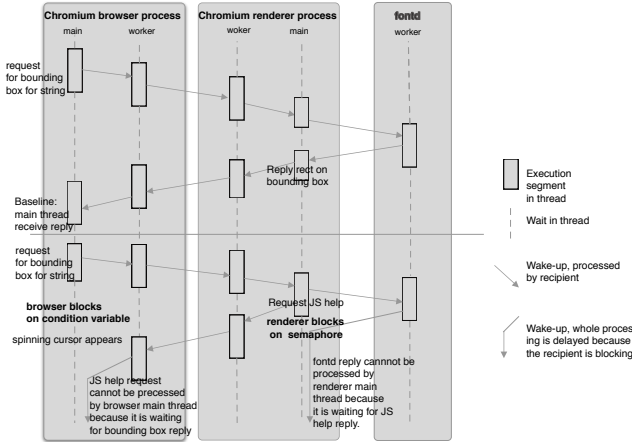 Chromium browser process
Chromium renderer process
fontd
main
worker
woker
main
worker
request
for bounding
box for string
Reply rect on
bounding box
Baseline:
main thread
receive reply
Execution
segment
in thread
Wait in thread
request
for bounding
box for string
Wake-up, processed
by recipient
browser blocks
on condition variable
spinning cursor appears
Request JS help
renderer blocks
on semaphore
Wake-up, whole process-
ing is delayed because
the recipient is blocking
JS help request
cannot be precessed
by browser main thread
because it is waiting
for bounding box reply
fontd reply cannnot be
processed by
renderer main
thread because
it is waiting for JS
help reply.